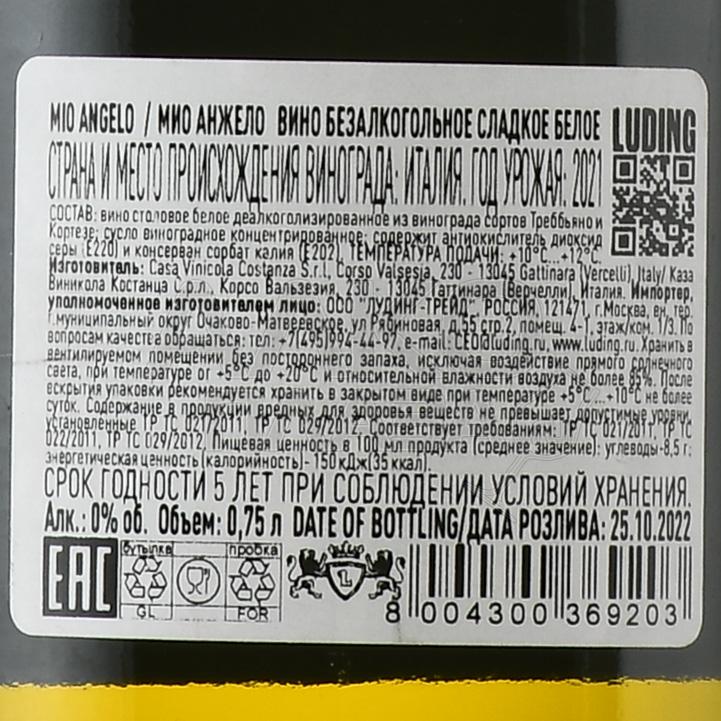 MIO ANGELO / МИО АНЖЕЛО ВИНО БЕЗАЛКОГОЛЬНОЕ СЛАДКОЕ БЕЛОЕ
LUDING
СТРАНА И МЕСТО ПРОИСХОЖДЕНИЯ ВИНОГРАДА: ИТАЛИЯ. ГОД УРОЖАЯ: 2021
СОСТАВ: вино столовое белое деалкоголизированное из винограда сортов Треббьяно и
Кортезе; сусло виноградное концентрированное; содержит антиокислитель диоксид
серы (Е220) и консервант сорбат калия (Е202). ТЕМПЕРАТУРА ПОДАЧИ: +10°C...+12°C.
Изготовитель: Casa Vinicola Costanza S.r.l., Corso Valsesia, 230 - 13045 Gattinara (Vercelli), Italy/ Каза
Виникола Костанца С.р.л., Корсо Вальзезия, 230 - 13045 Гаттинара (Верчелли), Италия. Импортер,
уполномоченное изготовителем лицо: ООО "ЛУДИНГ-ТРЕЙД", РОССИЯ, 121471, г.Москва, вн. тер.
г.муниципальный округ Очаково-Матвеевское, ул Рябиновая, д.55 стр.2, помещ. 4-1, этаж/ком. 1/3. По
вопросам качества обращаться: тел: +7(495)994-44-97, e-mail: CEO@luding.ru, www.luding.ru. Хранить в
вентилируемом помещении без постороннего запаха, исключая воздействие прямого солнечного
света, при температуре от +5°C до +20°C и относительной влажности воздуха не более 85%. После
вскрытия упаковки рекомендуется хранить в закрытом виде при температуре +5°C...+10°C не более
суток. Содержание в продукции вредных для здоровья веществ не превышает допустимые уровни,
установленные ТР ТС 021/2011, ТР ТС 029/2012. Соответствует требованиям: ТР ТС 021/2011, ТР ТС
022/2011, ТР ТС 029/2012. Пищевая ценность в 100 мл продукта (среднее значение): углеводы-8,5 г;
энергетическая ценность (калорийность) - 150 кДж(35 ккал).
СРОК ГОДНОСТИ 5 ЛЕТ ПРИ СОБЛЮДЕНИИ УСЛОВИЙ ХРАНЕНИЯ.
Алк.: 0% об. Объем: 0,75 л DATE OF BOTTLING/ДАТА РОЗЛИВА: 25.10.2022
EAC
бутылка пробка
GL FOR
L
8 004300 369203